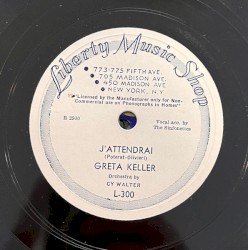 Liberty Music Shop
773-775 FIFTH AVE.
705 MADISON AVE.
450 MADISON AVE
NEW YORK, N.Y.
"Licensed by the Manufacturer only for Non-
Commercial use on Phonographs in Homes"
Vocal acc. by
The Sinfonettes
J'ATTENDRAI
(Poterat-Olivieri)
GRETA KELLER
Orchestra by
CY WALTER
L-300